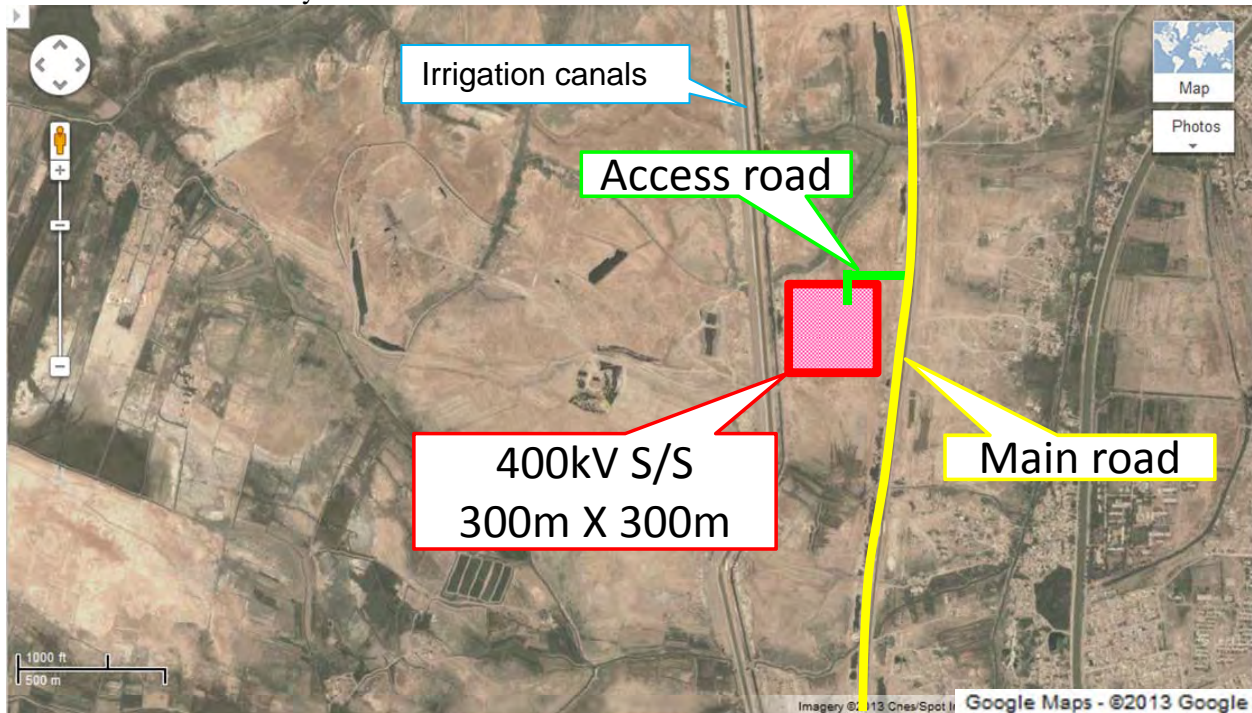 Irrigation canals
Map
Photos
Access road
400kV S/S
300m X 300m
Main road
1000 ft
500 m
Google Maps - ©2013 Google